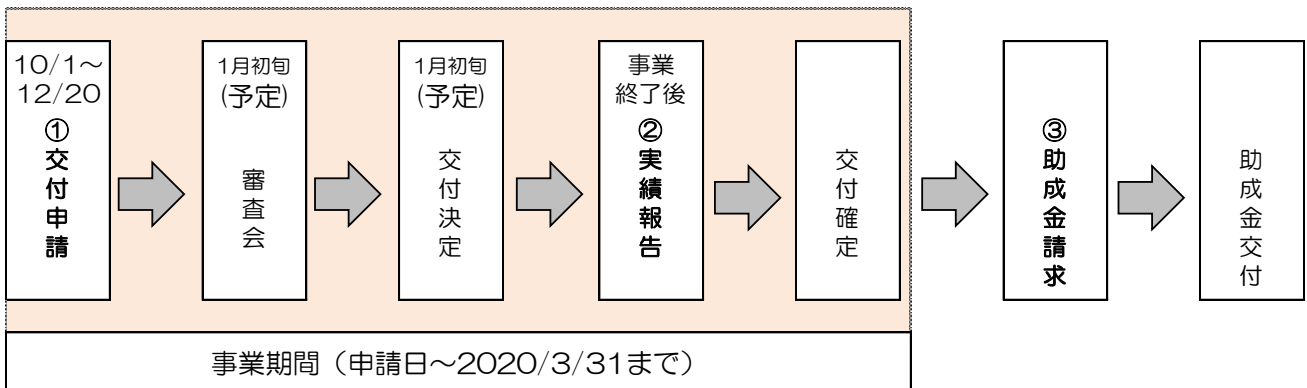 10/1～
12/20
①交付申請
1月初旬
(予定)
審査会
1月初旬
(予定)
交付決定
事業
終了後
②実績報告
交付確定
③助成金請求
助成金交付
事業期間（申請日～2020/3/31まで）